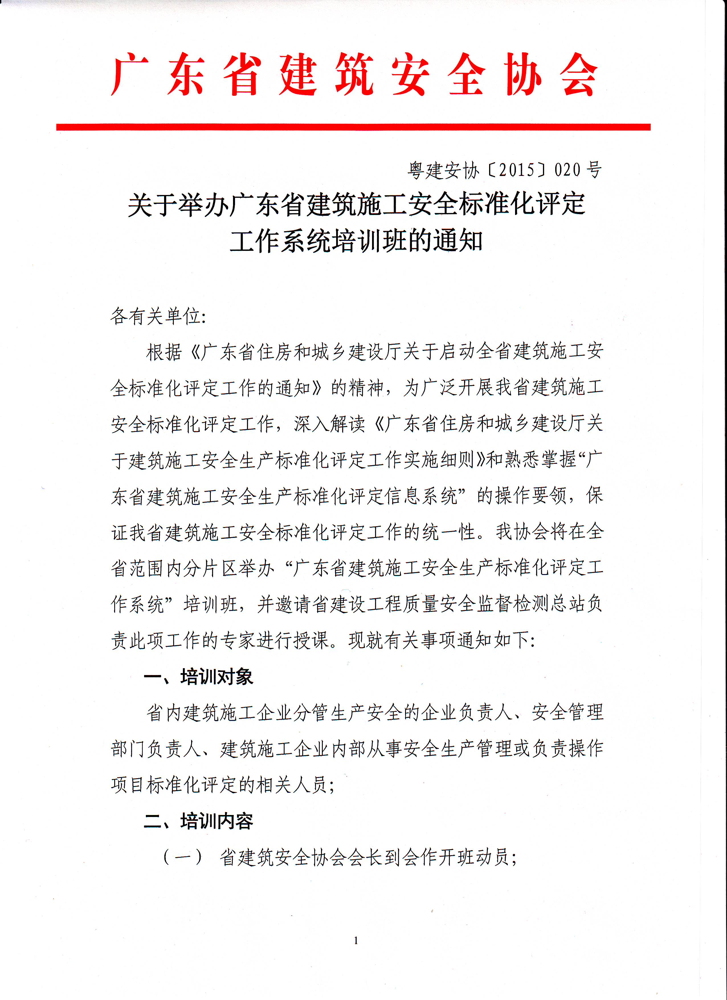 广东省建筑安全协会
粤建安协〔2015〕020号
关于举办广东省建筑施工安全标准化评定
工作系统培训班的通知
各有关单位:
根据《广东省住房和城乡建设厅关于启动全省建筑施工安
全标准化评定工作的通知》的精神，为广泛开展我省建筑施工
安全标准化评定工作，深入解读《广东省住房和城乡建设厅关
于建筑施工安全生产标准化评定工作实施细则》和熟悉掌握“广
东省建筑施工安全生产标准化评定信息系统”的操作要领，保
证我省建筑施工安全标准化评定工作的统一性。我协会将在全
省范围内分片区举办“广东省建筑施工安全生产标准化评定工
作系统”培训班，并邀请省建设工程质量安全监督检测总站负
责此项工作的专家进行授课。现就有关事项通知如下:
一、培训对象
省内建筑施工企业分管生产安全的企业负责人、安全管理
部门负责人、建筑施工企业内部从事安全生产管理或负责操作
项目标准化评定的相关人员；
二、培训内容
（一） 省建筑安全协会会长到会作开班动员；
1